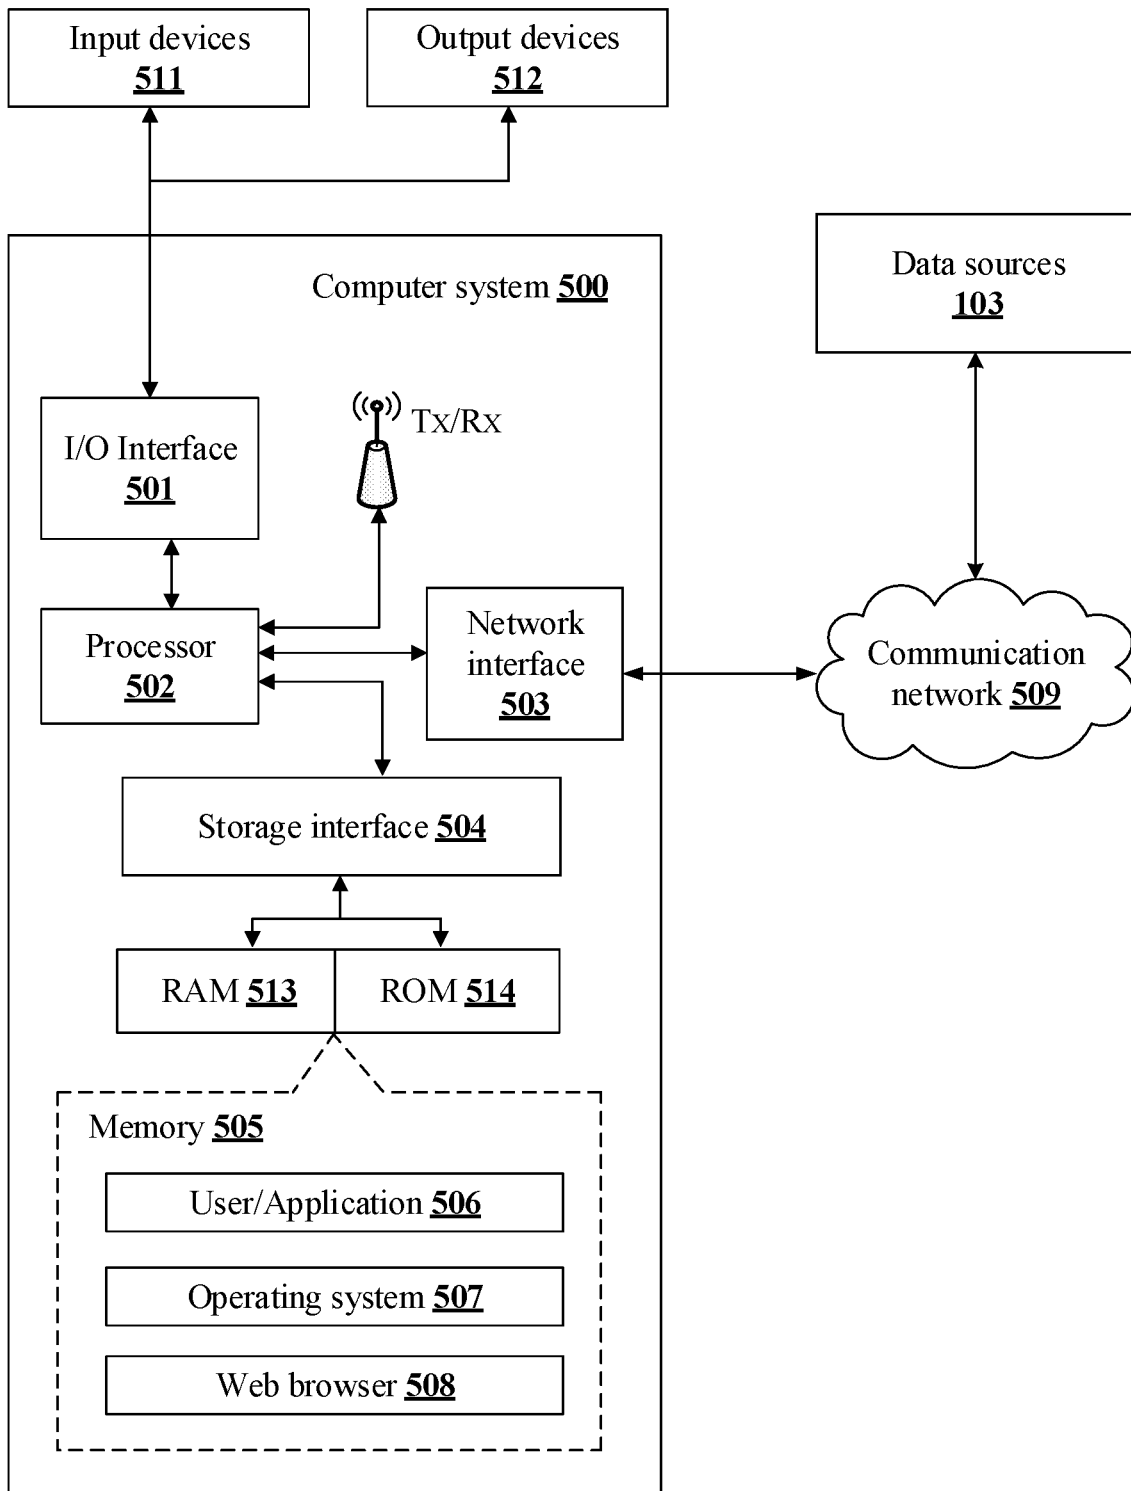 Input devices
511
Output devices
512
Computer system 500
Data sources
103
I/O Interface
501
Tx/Rx
Processor
502
Network
interface
503
Communication
network 509
Storage interface 504
RAM 513
ROM 514
Memory 505
User/Application 506
Operating system 507
Web browser 508